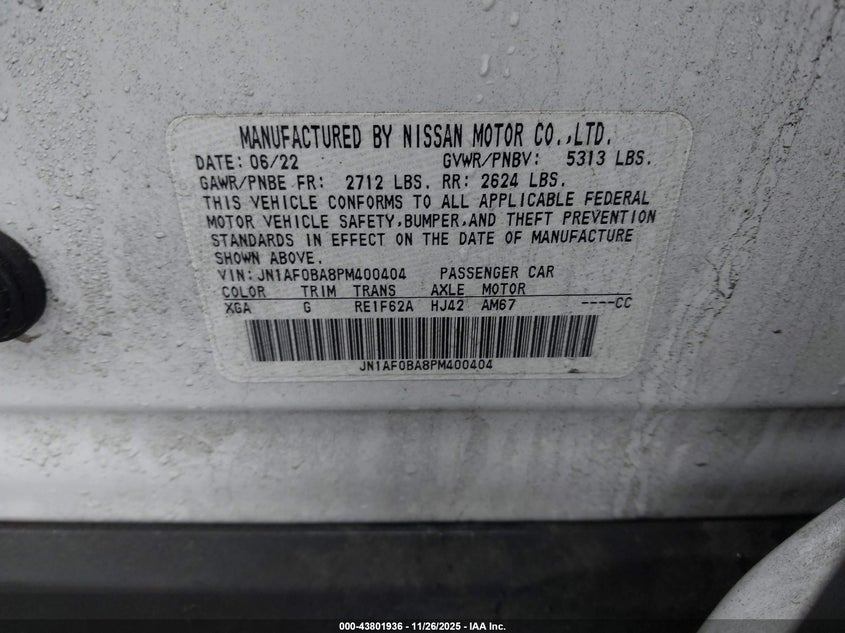 MANUFACTURED BY NISSAN MOTOR CO.,LTD.
DATE: 06/22 GVWR/PNBV: 5313 LBS.
GAWR/PNBE FR: 2712 LBS. RR: 2624 LBS.
THIS VEHICLE CONFORMS TO ALL APPLICABLE FEDERAL
MOTOR VEHICLE SAFETY,BUMPER,AND THEFT PREVENTION
STANDARDS IN EFFECT ON THE DATE OF MANUFACTURE
SHOWN ABOVE.
VIN:JN1AF0BA8PM400404 PASSENGER CAR
COLOR TRIM TRANS AXLE MOTOR
XGA G RE1F62A HJ42 AM67 ----CC
JN1AF0BA8PM400404
000-43801936 - 11/26/2025 - IAA Inc.